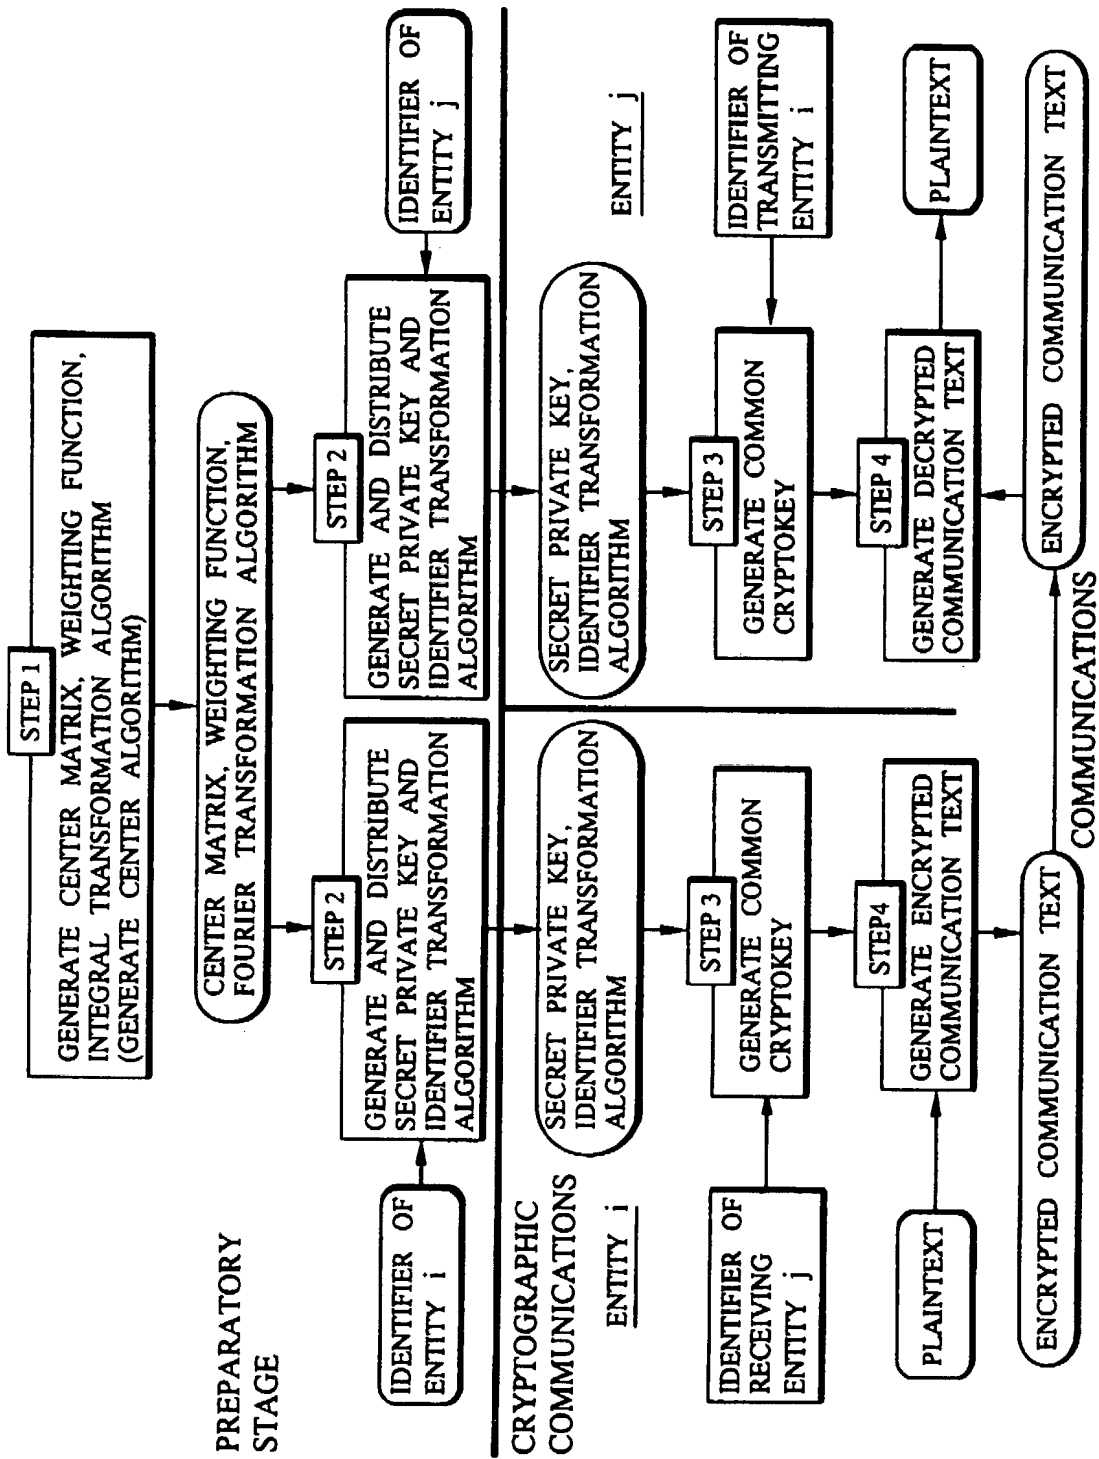 PREPARATORY
STAGE
STEP 1
GENERATE CENTER MATRIX, WEIGHTING FUNCTION,
INTEGRAL TRANSFORMATION ALGORITHM
(GENERATE CENTER ALGORITHM)
CENTER MATRIX, WEIGHTING FUNCTION,
FOURIER TRANSFORMATION ALGORITHM
IDENTIFIER OF
ENTITY i
STEP 2
GENERATE AND DISTRIBUTE
SECRET PRIVATE KEY AND
IDENTIFIER TRANSFORMATION
ALGORITHM
STEP 2
GENERATE AND DISTRIBUTE
SECRET PRIVATE KEY AND
IDENTIFIER TRANSFORMATION
ALGORITHM
IDENTIFIER OF
ENTITY j
CRYPTOGRAPHIC
COMMUNICATIONS
ENTITY i
SECRET PRIVATE KEY,
IDENTIFIER TRANSFORMATION
ALGORITHM
SECRET PRIVATE KEY,
IDENTIFIER TRANSFORMATION
ALGORITHM
ENTITY j
IDENTIFIER OF
RECEIVING
ENTITY j
STEP 3
GENERATE COMMON
CRYPTOKEY
STEP 3
GENERATE COMMON
CRYPTOKEY
IDENTIFIER OF
TRANSMITTING
ENTITY i
PLAINTEXT
STEP4
GENERATE ENCRYPTED
COMMUNICATION TEXT
STEP 4
GENERATE DECRYPTED
COMMUNICATION TEXT
PLAINTEXT
ENCRYPTED COMMUNICATION TEXT
COMMUNICATIONS
ENCRYPTED COMMUNICATION TEXT